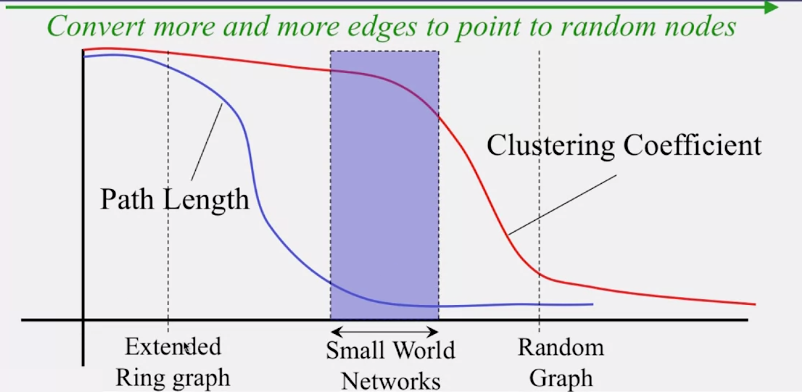 Convert more and more edges to point to random nodes
Clustering Coefficient
Path Length
Extended
Ring graph
Small World
Networks
Random
Graph